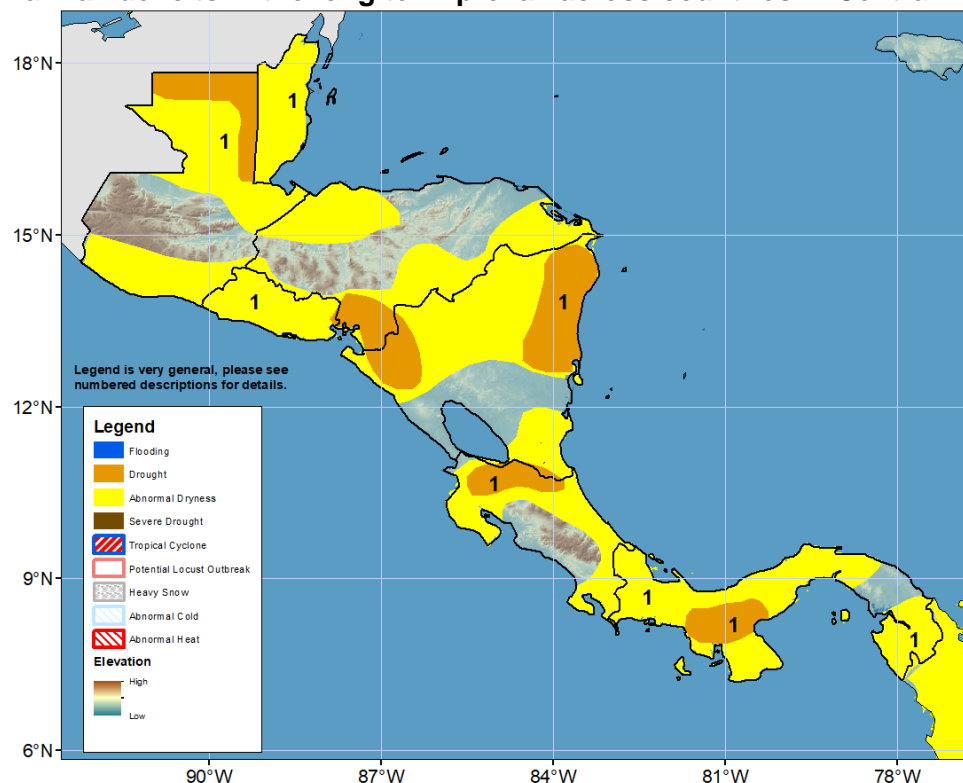 18°N
1
1
15°N
1
1
Legend is very general, please see
numbered descriptions for details.
12°N
Legend
Flooding
Drought
Abnormal Dryness
Severe Drought
Tropical Cyclone
Potential Locust Outbreak
Heavy Snow
Abnormal Cold
Abnormal Heat
Elevation
High
Low
1
9°N
1
1
1
6°N
90°W
87°W
84°W
81°W
78°W